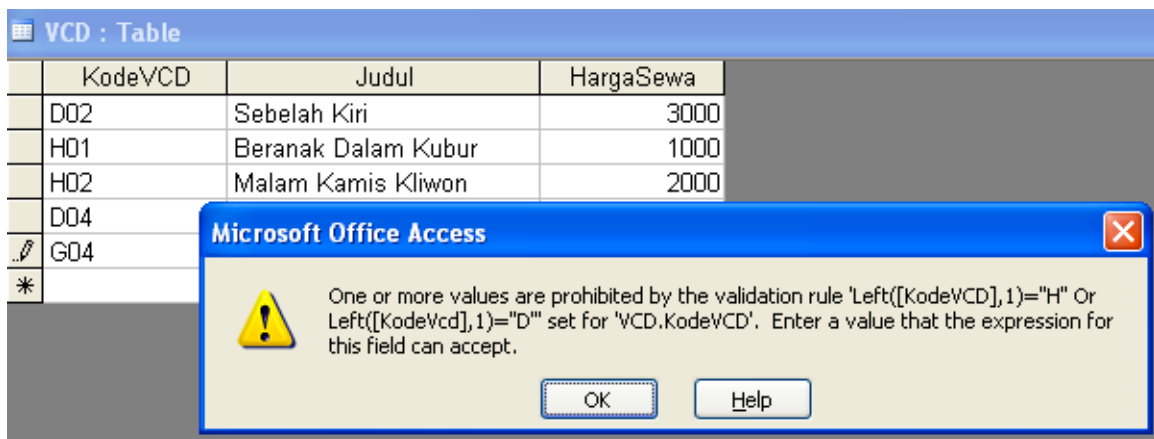 VCD : Table
KodeVCD Judul HargaSewa
D02 Sebelah Kiri 3000
H01 Beranak Dalam Kubur 1000
H02 Malam Kamis Kliwon 2000
D04
G04
Microsoft Office Access
One or more values are prohibited by the validation rule 'Left([KodeVCD],1)="H" Or
Left([KodeVcd],1)="D"' set for 'VCD.KodeVCD'.  Enter a value that the expression for
this field can accept.
OK Help